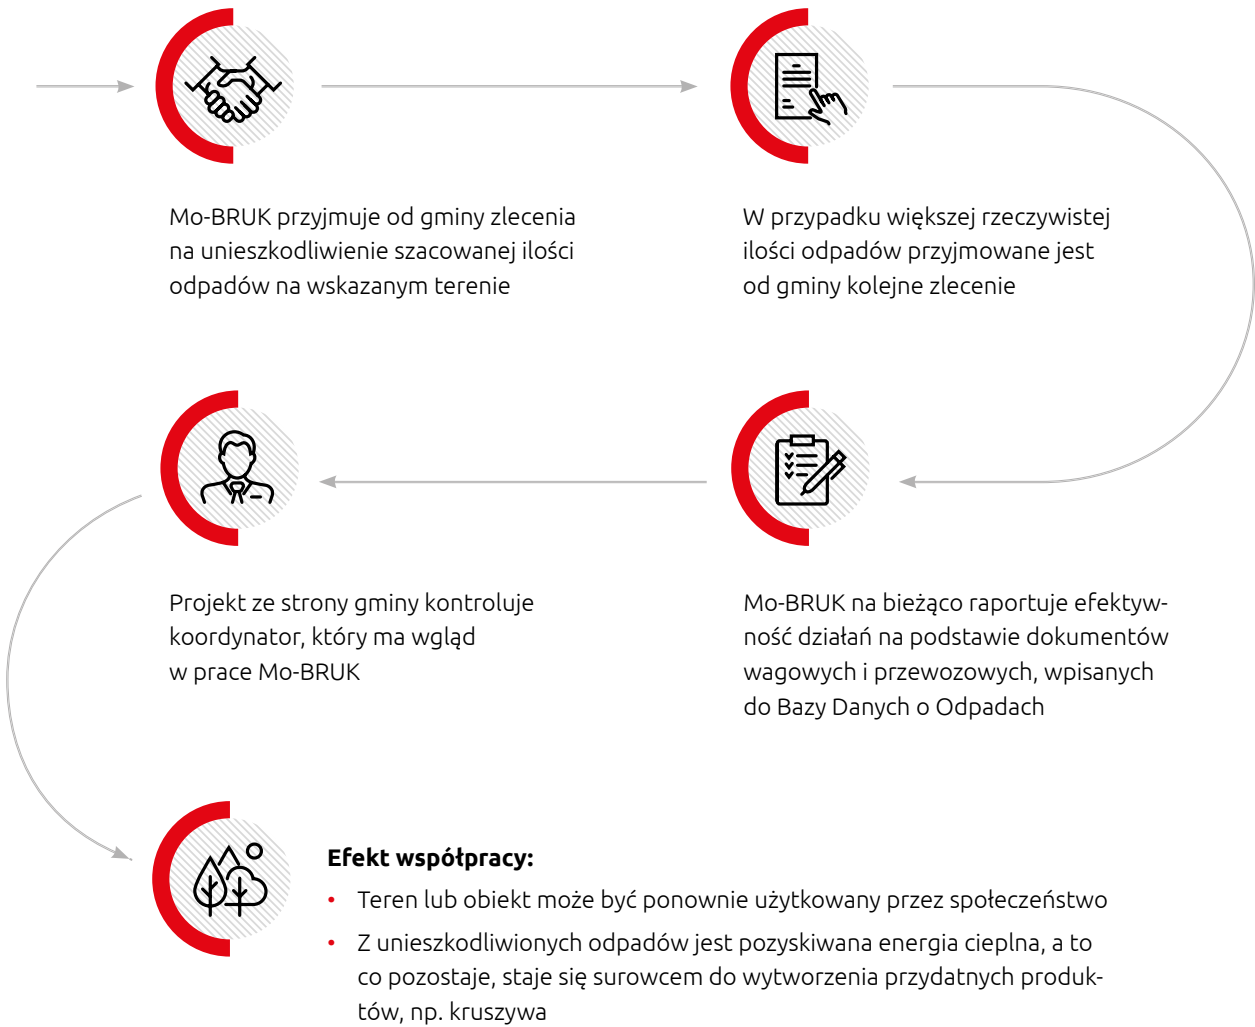 Mo-BRUK przyjmuje od gminy zlecenia
na unieszkodliwienie szacowanej ilości
odpadów na wskazanym terenie
W przypadku większej rzeczywistej
ilości odpadów przyjmowane jest
od gminy kolejne zlecenie
Mo-BRUK na bieżąco raportuje efektyw-
ność działań na podstawie dokumentów
wagowych i przewozowych, wpisanych
do Bazy Danych o Odpadach
Projekt ze strony gminy kontroluje
koordynator, który ma wgląd
w prace Mo-BRUK
Efekt współpracy:
• Teren lub obiekt może być ponownie użytkowany przez społeczeństwo
• Z unieszkodliwionych odpadów jest pozyskiwana energia cieplna, a to
co pozostaje, staje się surowcem do wytworzenia przydatnych produk-
tów, np. kruszywa